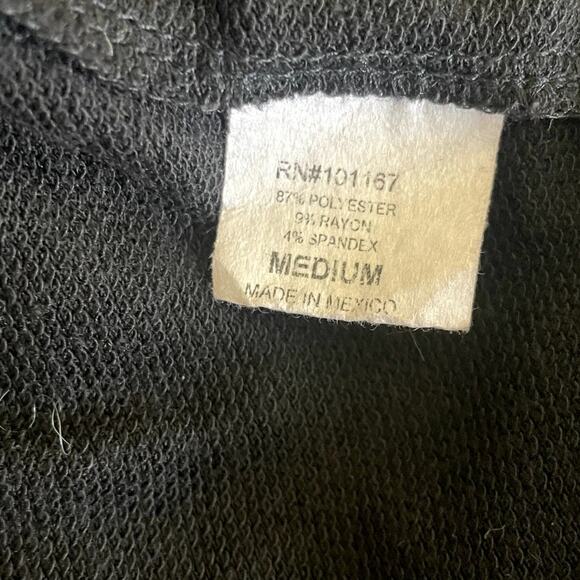 RN#101167
87% POLYESTER
9% RAYON
4% SPANDEX
MEDIUM
MADE IN MEXICO